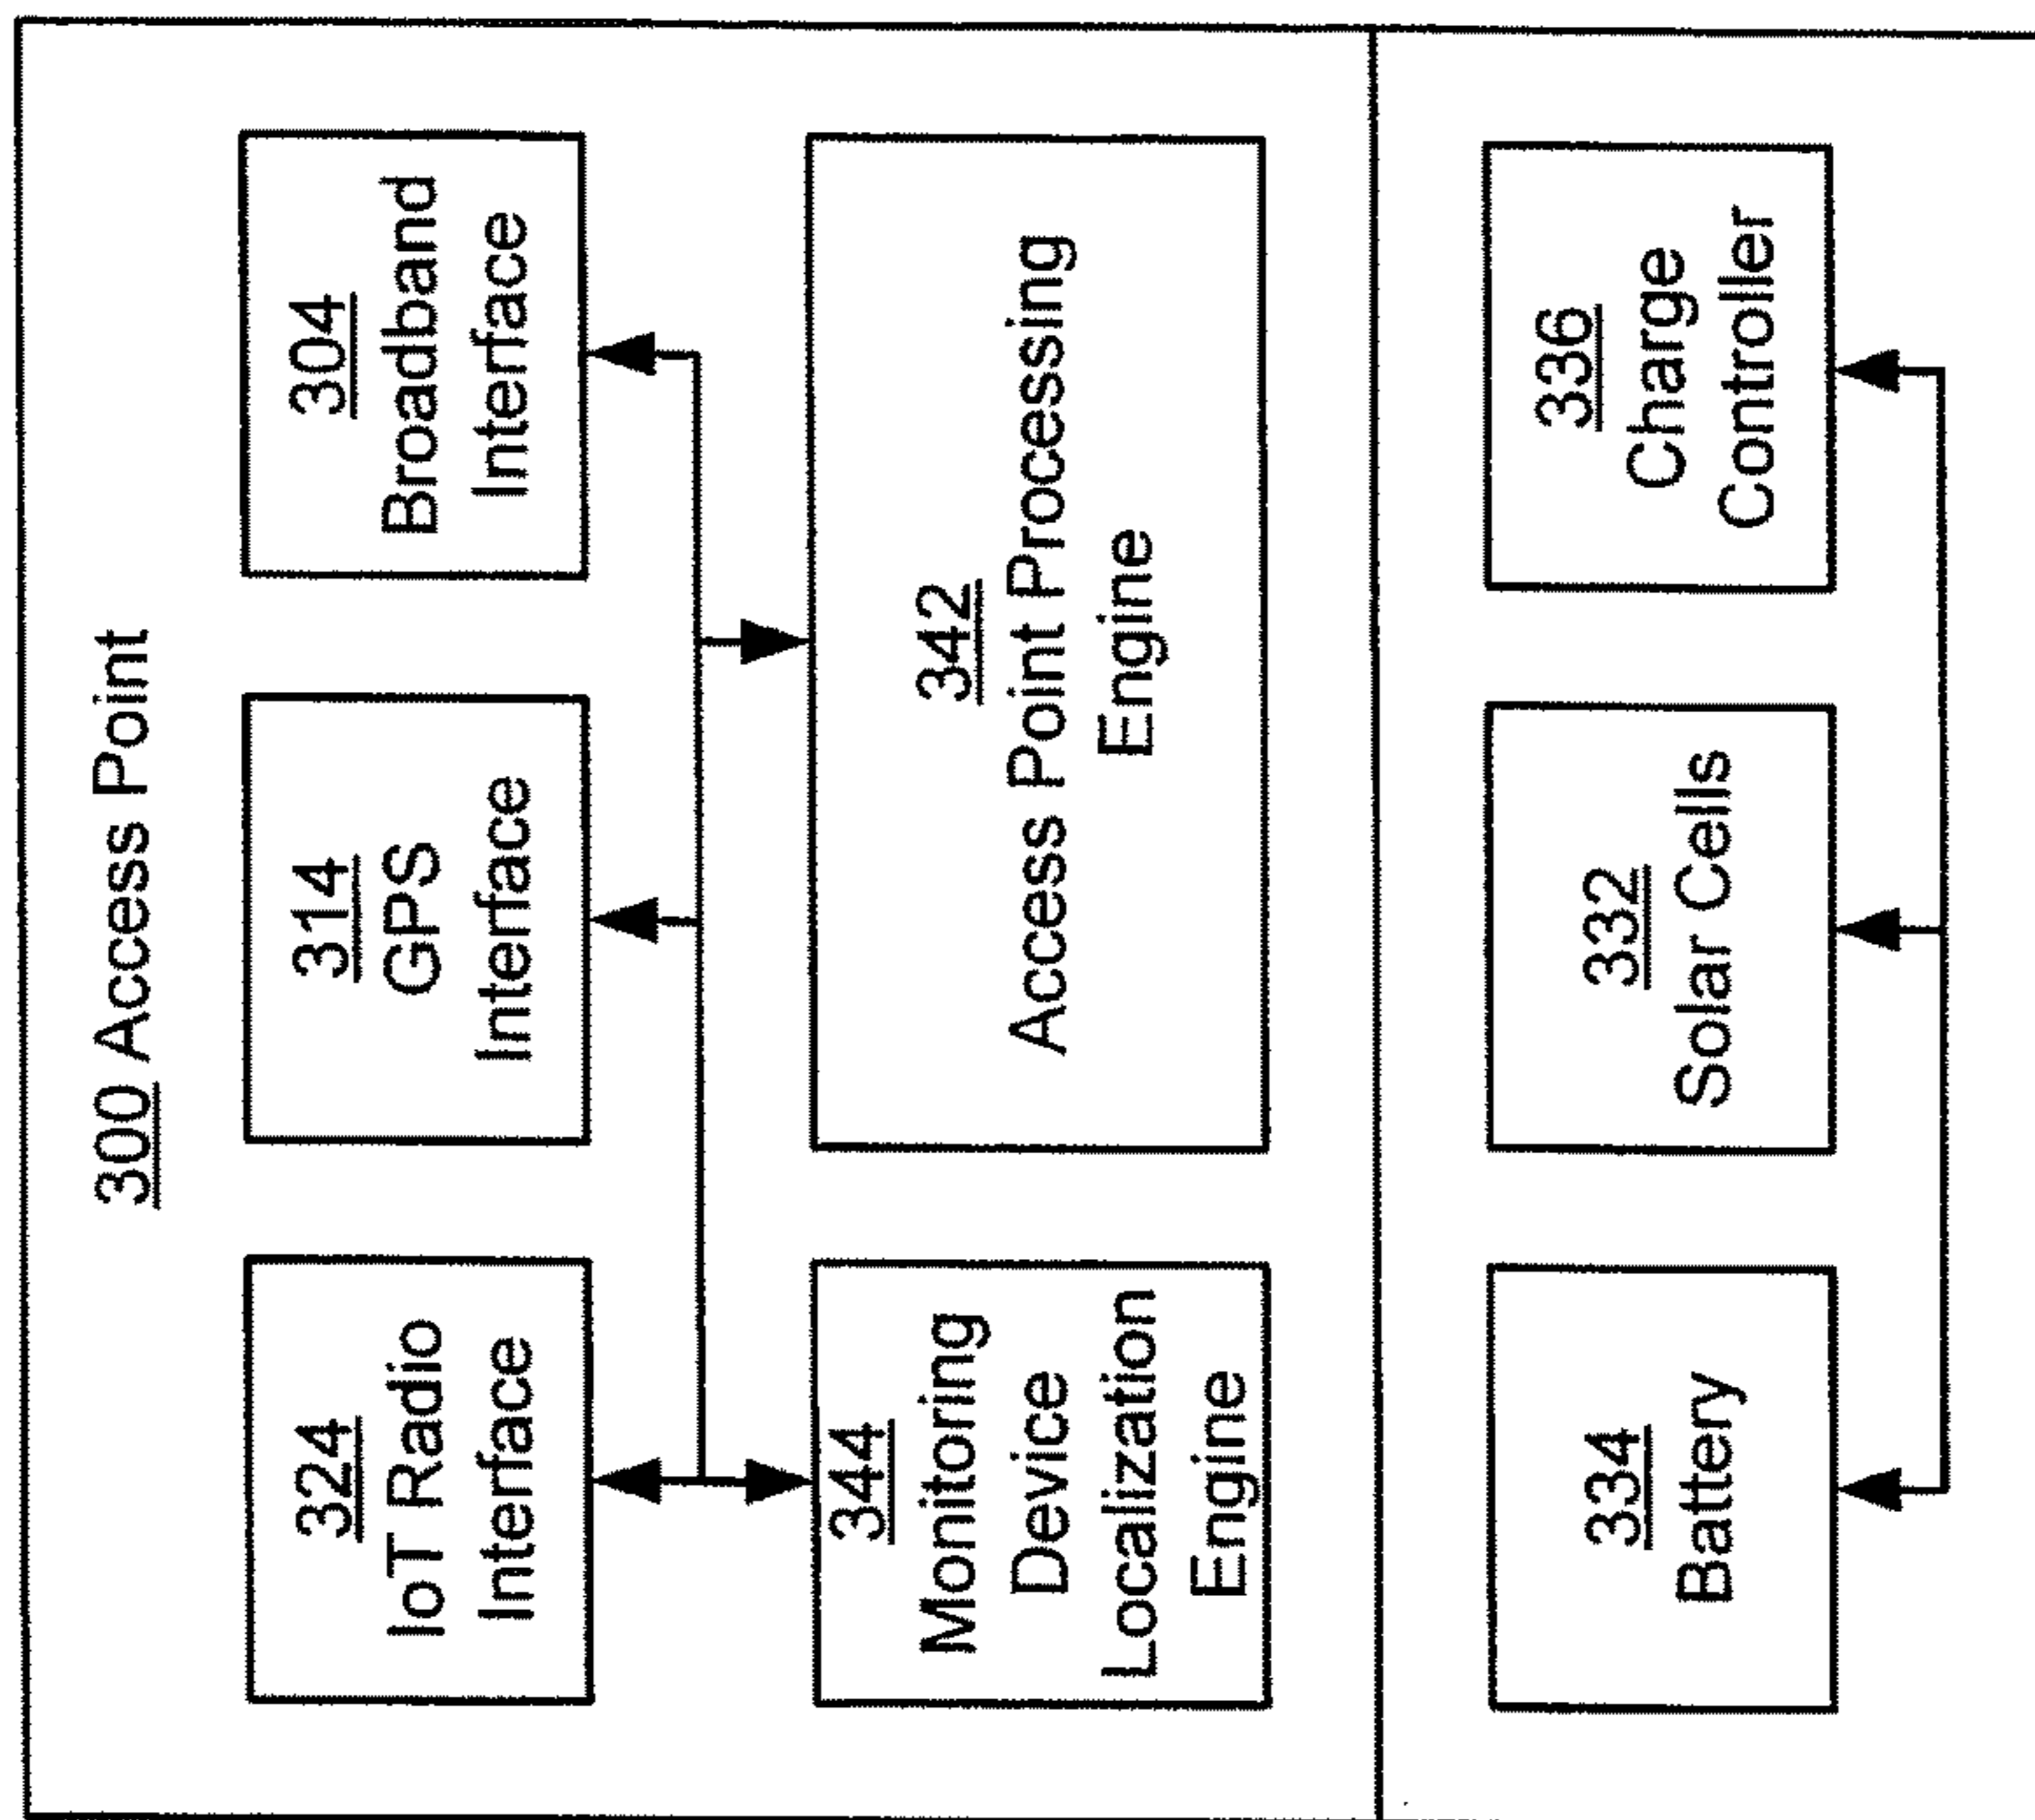 300 Access Point
324
IoT Radio
Interface
314
GPS
Interface
304
Broadband
Interface
344
Monitoring
Device
Localization
Engine
342
Access Point Processing
Engine
334
Battery
332
Solar Cells
336
Charge
Controller